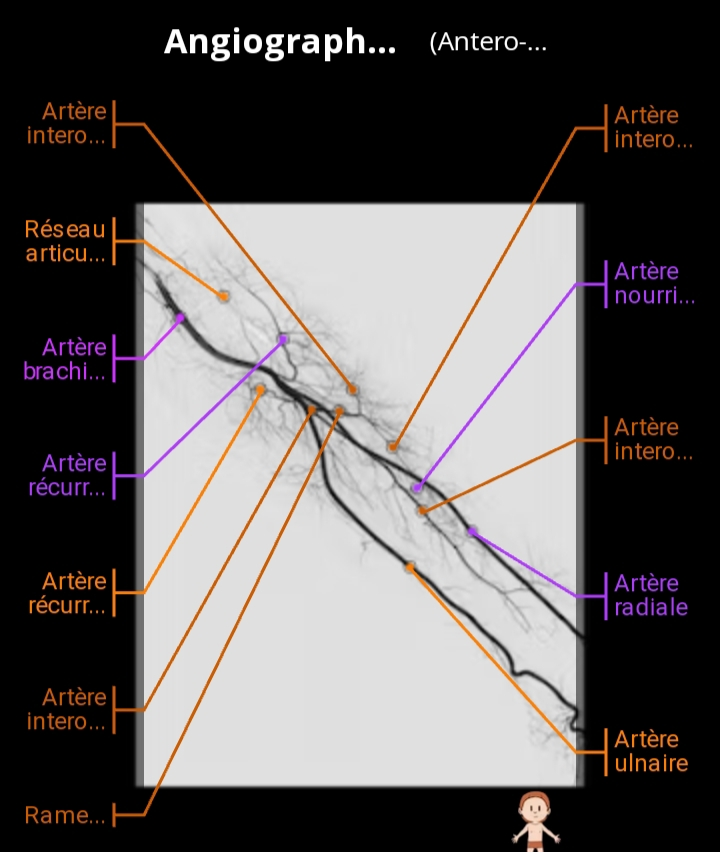 Angiograph... (Antero-...
Artère
intero...
Réseau
articu...
Artère
brachi...
Artère
récurr...
Artère
récurr...
Artère
intero...
Rame...
Artère
intero...
Artère
nourri...
Artère
intero...
Artère
radiale
Artère
ulnaire